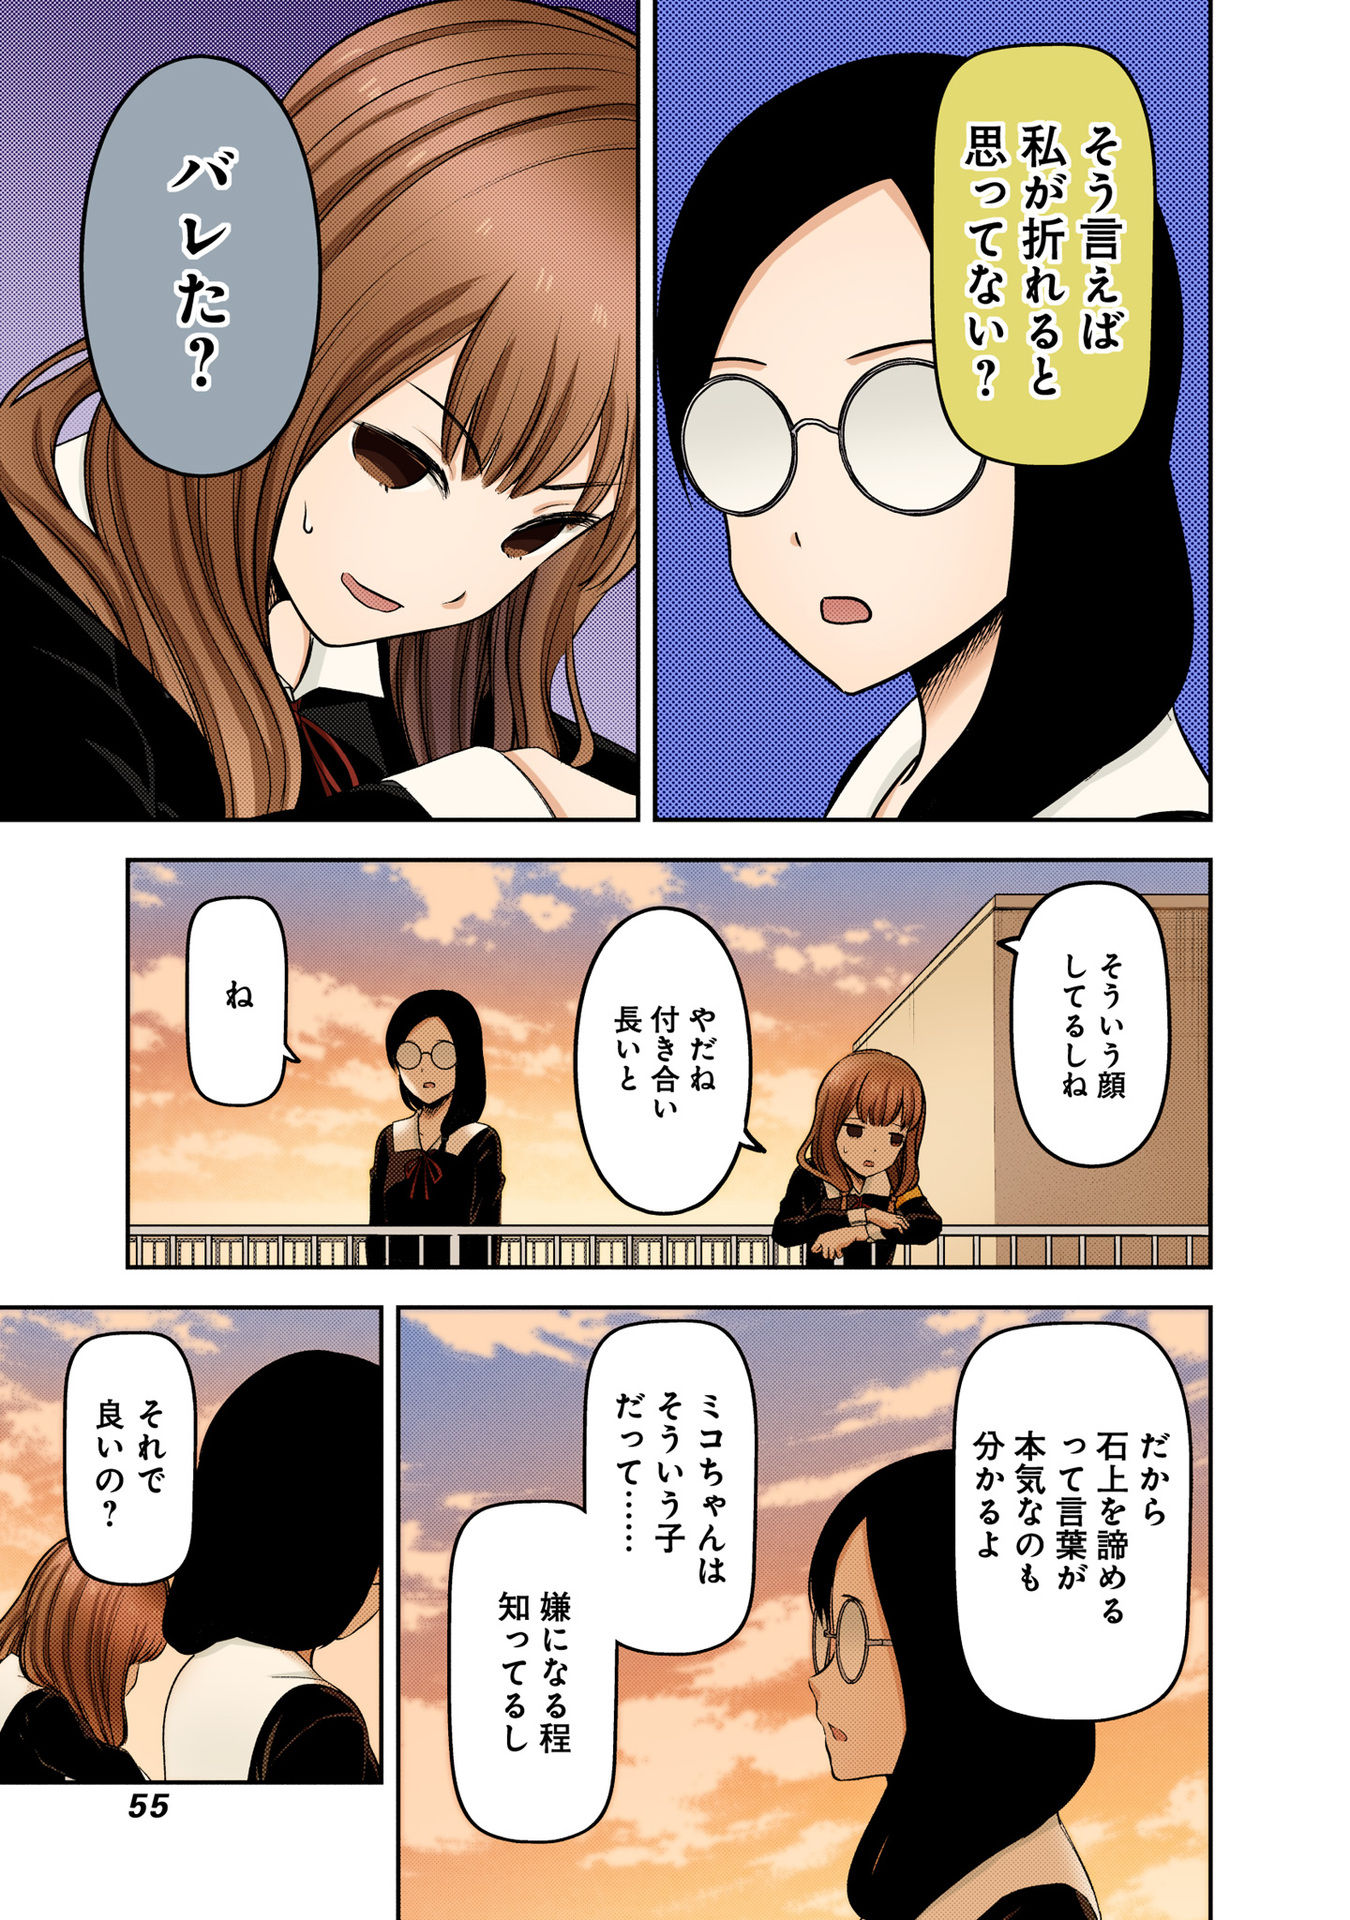 そう言えば
私が折れると
思ってない？
バレた？
そういう顔
してるしね
やだね
付き合い
長いと
ね
だから
石上を諦める
って言葉が
本気なのも
分かるよ
ミコちゃんは
そういう子
だって……
嫌になる程
知ってるし
それで
良いの？
55